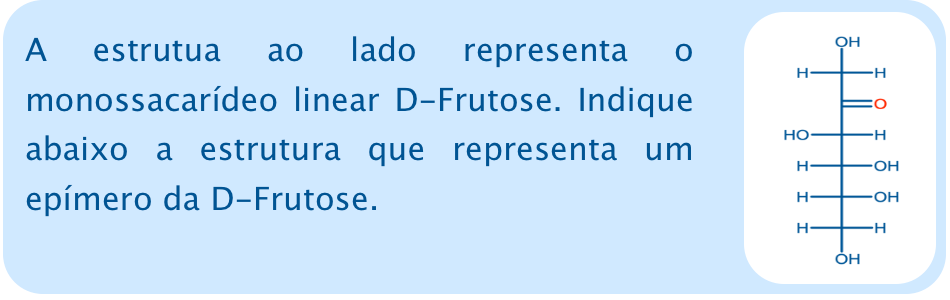 A estrutua ao lado representa o
monossacarídeo linear D–Frutose. Indique
abaixo a estrutura que representa um
epímero da D–Frutose.
OH
H H
O
HO H
H OH
H OH
H H
OH